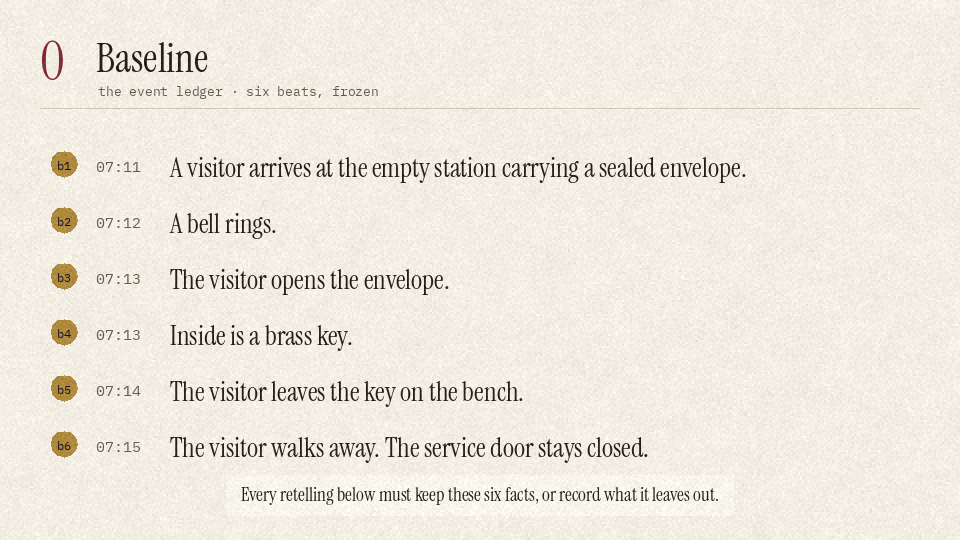 0 Baseline
the event ledger · six beats, frozen
b1 07:11 A visitor arrives at the empty station carrying a sealed envelope.
b2 07:12 A bell rings.
b3 07:13 The visitor opens the envelope.
b4 07:13 Inside is a brass key.
b5 07:14 The visitor leaves the key on the bench.
b6 07:15 The visitor walks away. The service door stays closed.
Every retelling below must keep these six facts, or record what it leaves out.